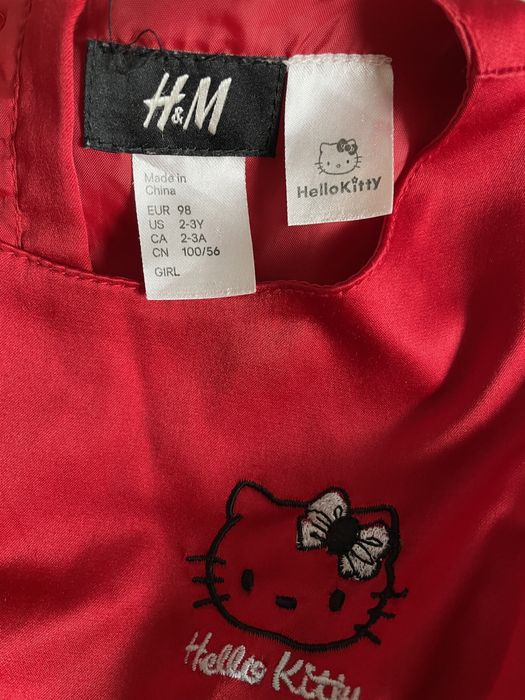 H&M
HelloKitty
Made in
China
EUR 98
US 2-3Y
CA 2-3A
CN 100/56
GIRL
Hello Kitty